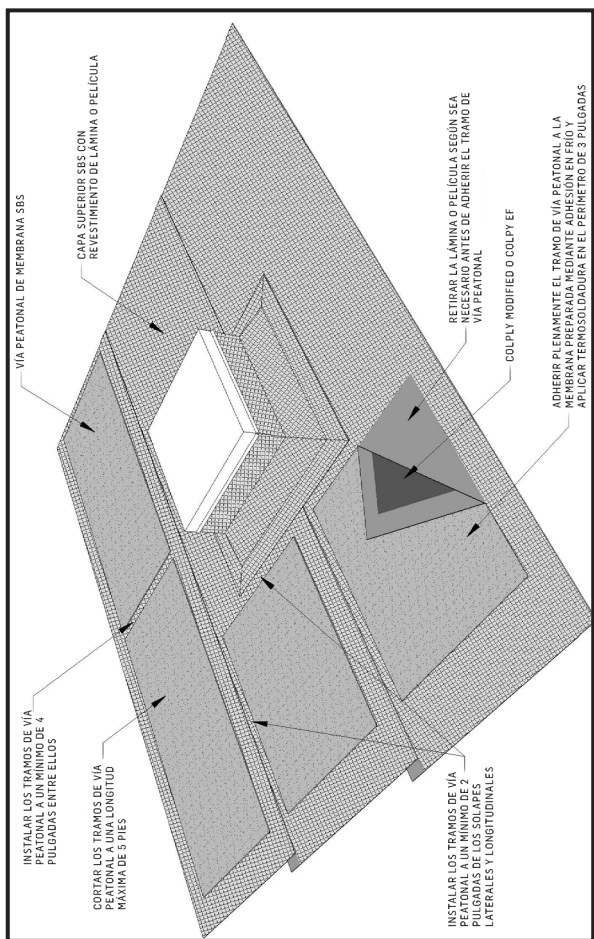 VÍA PEATONAL DE MEMBRANA SBS
CAPA SUPERIOR SBS CON
REVESTIMIENTO DE LÁMINA O PELÍCULA
RETIRAR LA LÁMINA O PELÍCULA SEGÚN SEA
NECESARIO ANTES DE ADHERIR EL TRAMO DE
VÍA PEATONAL
COLPLY MODIFIED O COLPY EF
ADHERIR PLENAMENTE EL TRAMO DE VÍA PEATONAL A LA
MEMBRANA PREPARADA MEDIANTE ADHESIÓN EN FRÍO Y
APLICAR TERMOSOLDADURA EN EL PERÍMETRO DE 3 PULGADAS
INSTALAR LOS TRAMOS DE VÍA
PEATONAL A UN MÍNIMO DE 4
PULGADAS ENTRE ELLOS
CORTAR LOS TRAMOS DE VÍA
PEATONAL A UNA LONGITUD
MÁXIMA DE 5 PIES
INSTALAR LOS TRAMOS DE VÍA
PEATONAL A UN MÍNIMO DE 2
PULGADAS DE LOS SOLAPES
LATERALES Y LONGITUDINALES